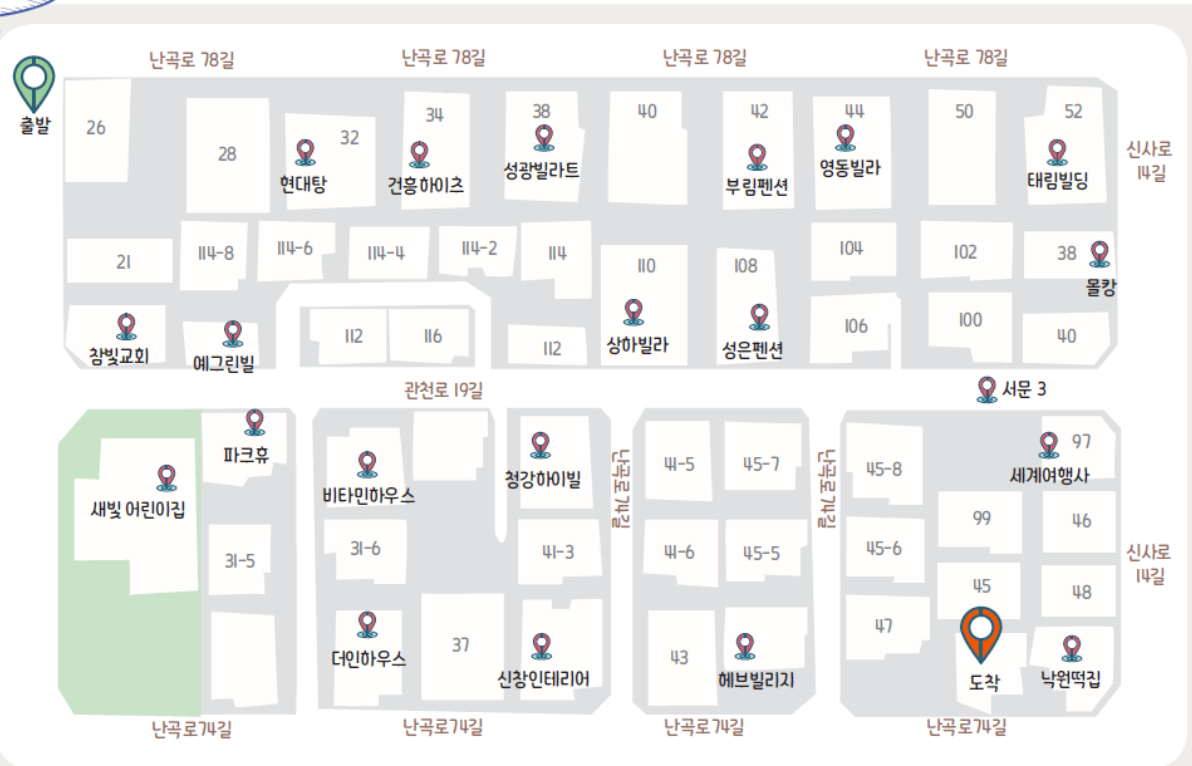 난곡로 78길
난곡로 78길
난곡로 78길
난곡로 78길
출발
26
28
32
현대탕
34
건흥하이츠
38
성광빌라트
40
42
부림펜션
44
영동빌라
50
52
태림빌딩
신사로
14길
21
114-8
114-6
114-4
114-2
114
110
상하빌라
108
성은펜션
104
102
38
몰캉
참빛교회
예그린빌
112
116
112
106
100
40
관천로 19길
서문 3
새빛 어린이집
파크휴
비타민하우스
청강하이빌
난곡로 74길
41-5
45-7
난곡로 74길
45-8
97
세계여행사
31-5
31-6
41-3
41-6
45-5
45-6
99
46
신사로
14길
45
48
더인하우스
37
신창인테리어
43
헤브빌리지
47
도착
낙원떡집
난곡로74길
난곡로74길
난곡로74길
난곡로74길